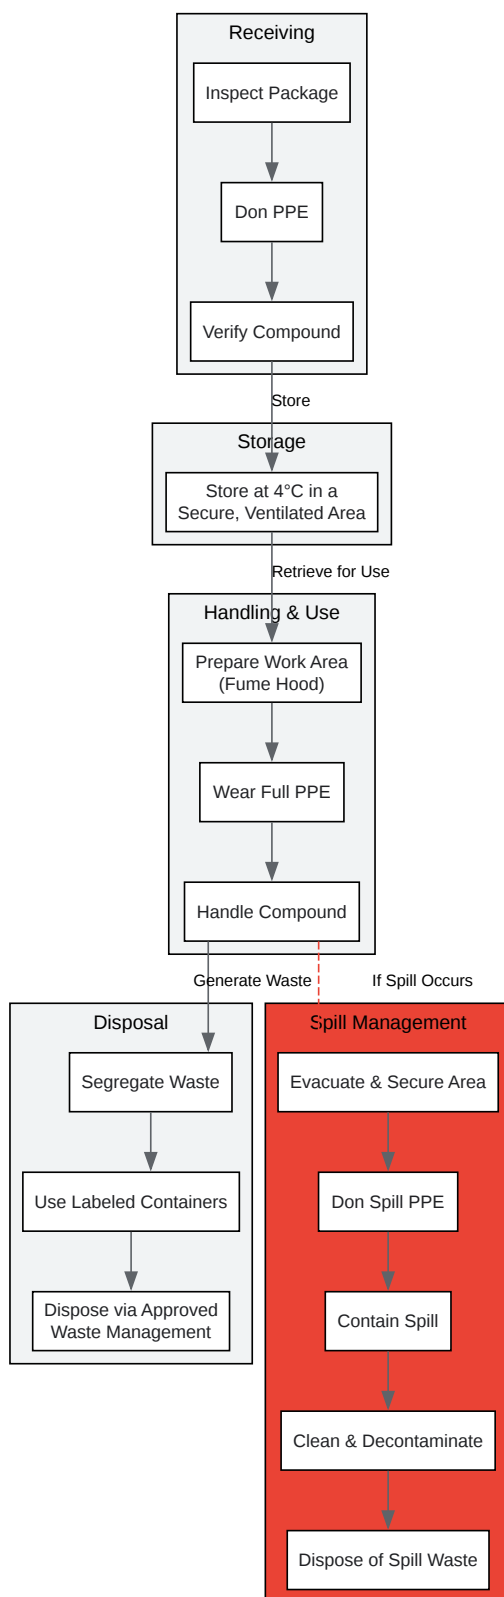 Receiving
Inspect Package
Don PPE
Verify Compound
Store
Storage
Store at 4°C in a
Secure, Ventilated Area
Retrieve for Use
Handling & Use
Prepare Work Area
(Fume Hood)
Wear Full PPE
Handle Compound
Generate Waste
If Spill Occurs
Disposal
Segregate Waste
Use Labeled Containers
Dispose via Approved
Waste Management
Spill Management
Evacuate & Secure Area
Don Spill PPE
Contain Spill
Clean & Decontaminate
Dispose of Spill Waste